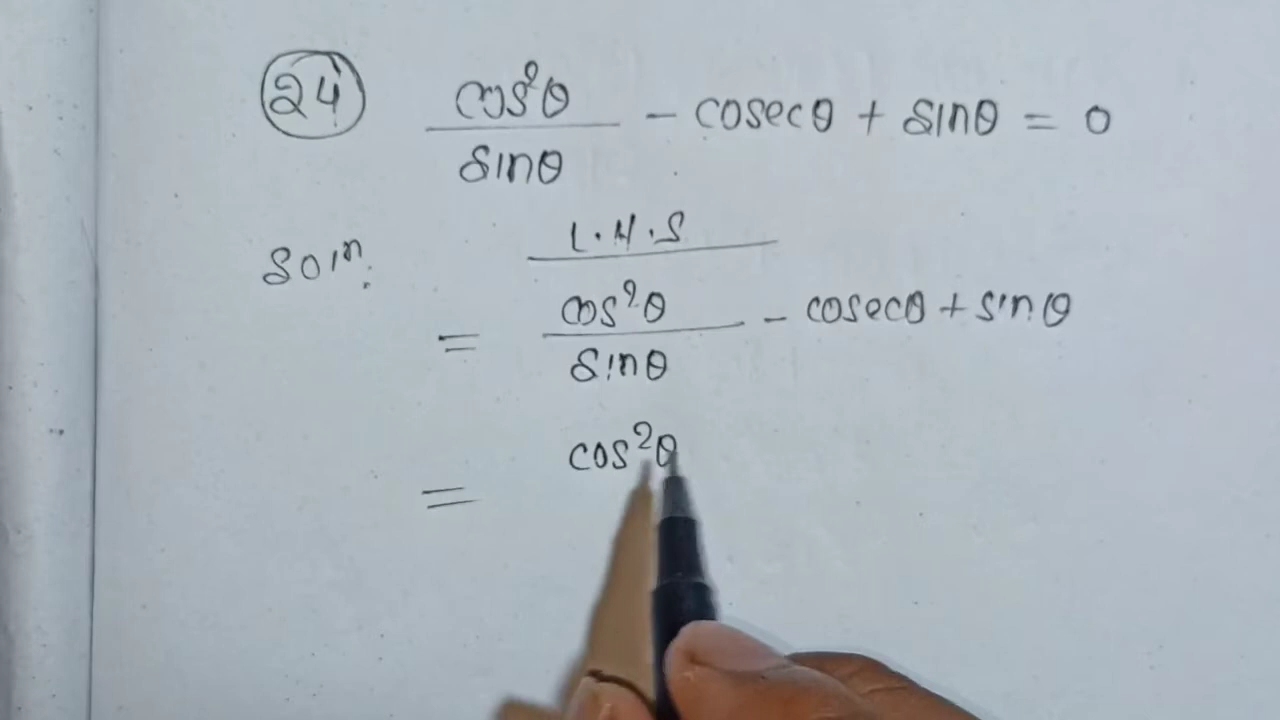 24 cos²θ/sinθ - cosecθ + sinθ = 0
Soln. L.H.S
= cos²θ/sinθ - cosecθ + sinθ
= cos²θ